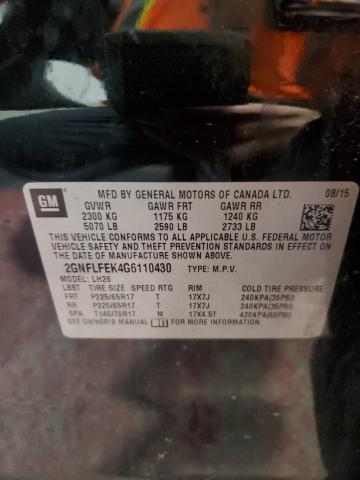 GM
MFD BY GENERAL MOTORS OF CANADA LTD. 08/15
GVWR GAWR FRT GAWR RR
2300 KG 1175 KG 1240 KG
5070 LB 2590 LB 2733 LB
THIS VEHICLE CONFORMS TO ALL APPLICABLE U.S. FEDERAL MOTOR
VEHICLE SAFETY AND THEFT PREVENTION STANDARDS IN EFFECT ON
THE DATE OF MANUFACTURE SHOWN ABOVE.
2GNFLFEK4G6110430 TYPE: M.P.V.
MODEL: LH26
LBBT TIRE SIZE SPEED RTG RIM COLD TIRE PRESSURE
FRT P225/65R17 T 17X7J 240KPA(35PSI)
RR P225/65R17 T 17X7J 240KPA(35PSI)
SPA T145/70R17 M 17X4.5T 420KPA(60PSI)
SEE OWNER'S MANUAL FOR MORE INFORMATION.